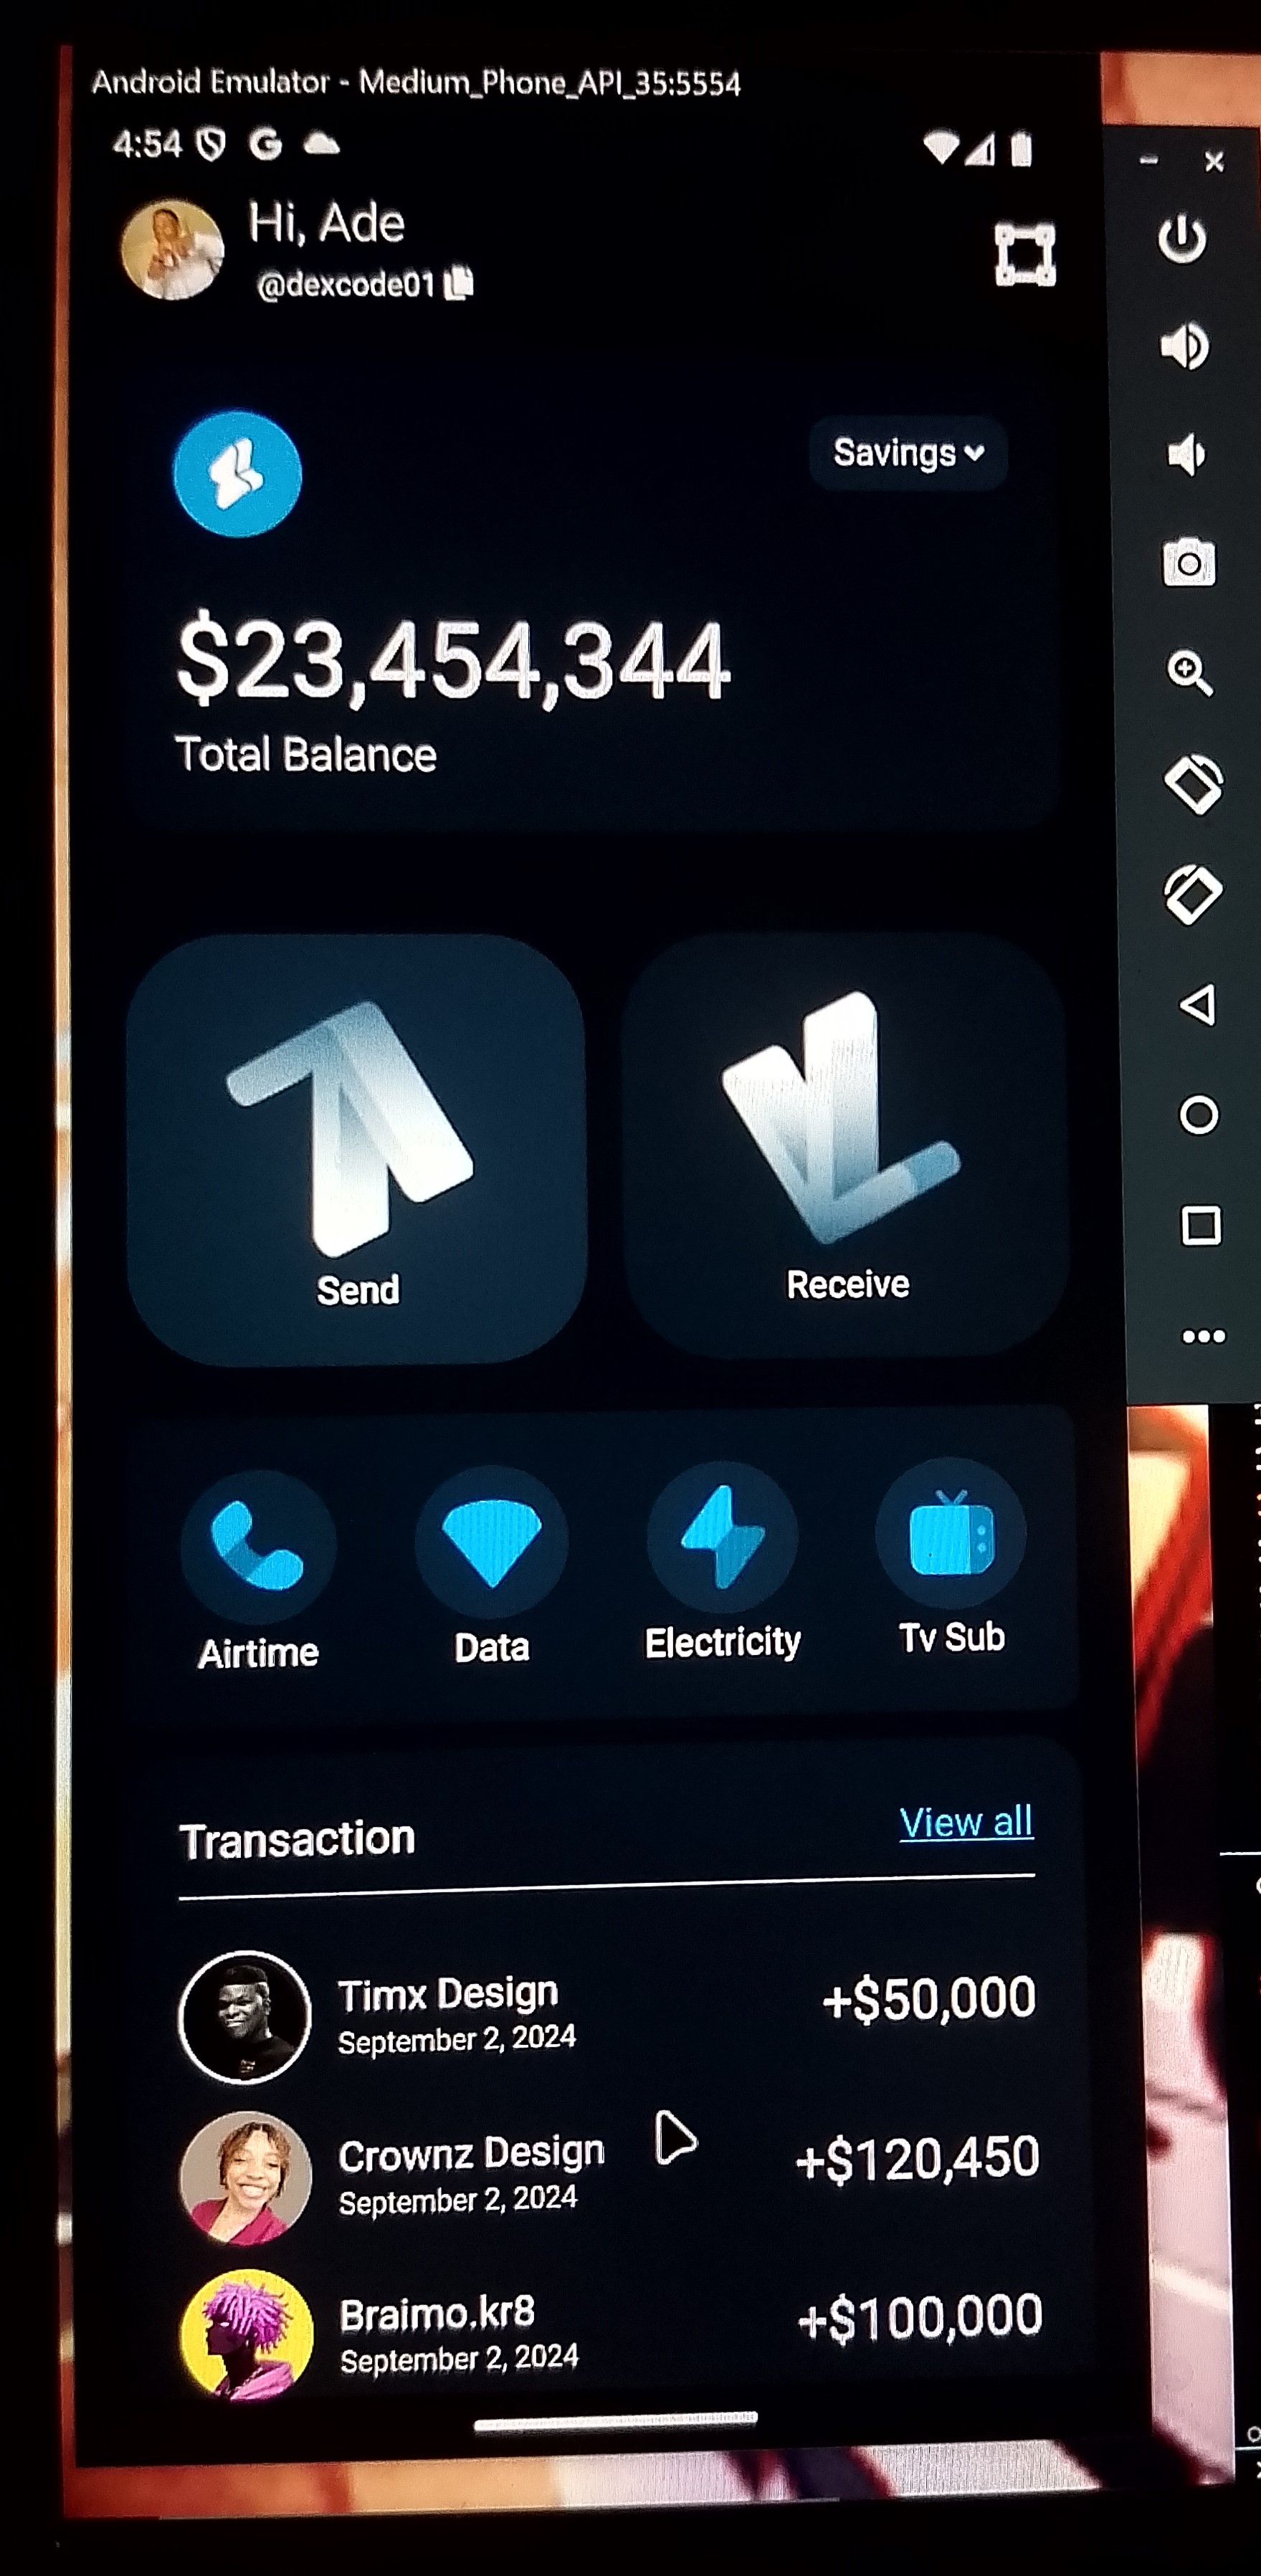 Android Emulator - Medium_Phone_API_35:5554
4:54
Hi, Ade
@dexcode01
Savings
$23,454,344
Total Balance
Send
Receive
Airtime
Data
Electricity
Tv Sub
Transaction
View all
Timx Design
+$50,000
September 2, 2024
Crownz Design
+$120,450
September 2, 2024
Braimo.kr8
+$100,000
September 2, 2024